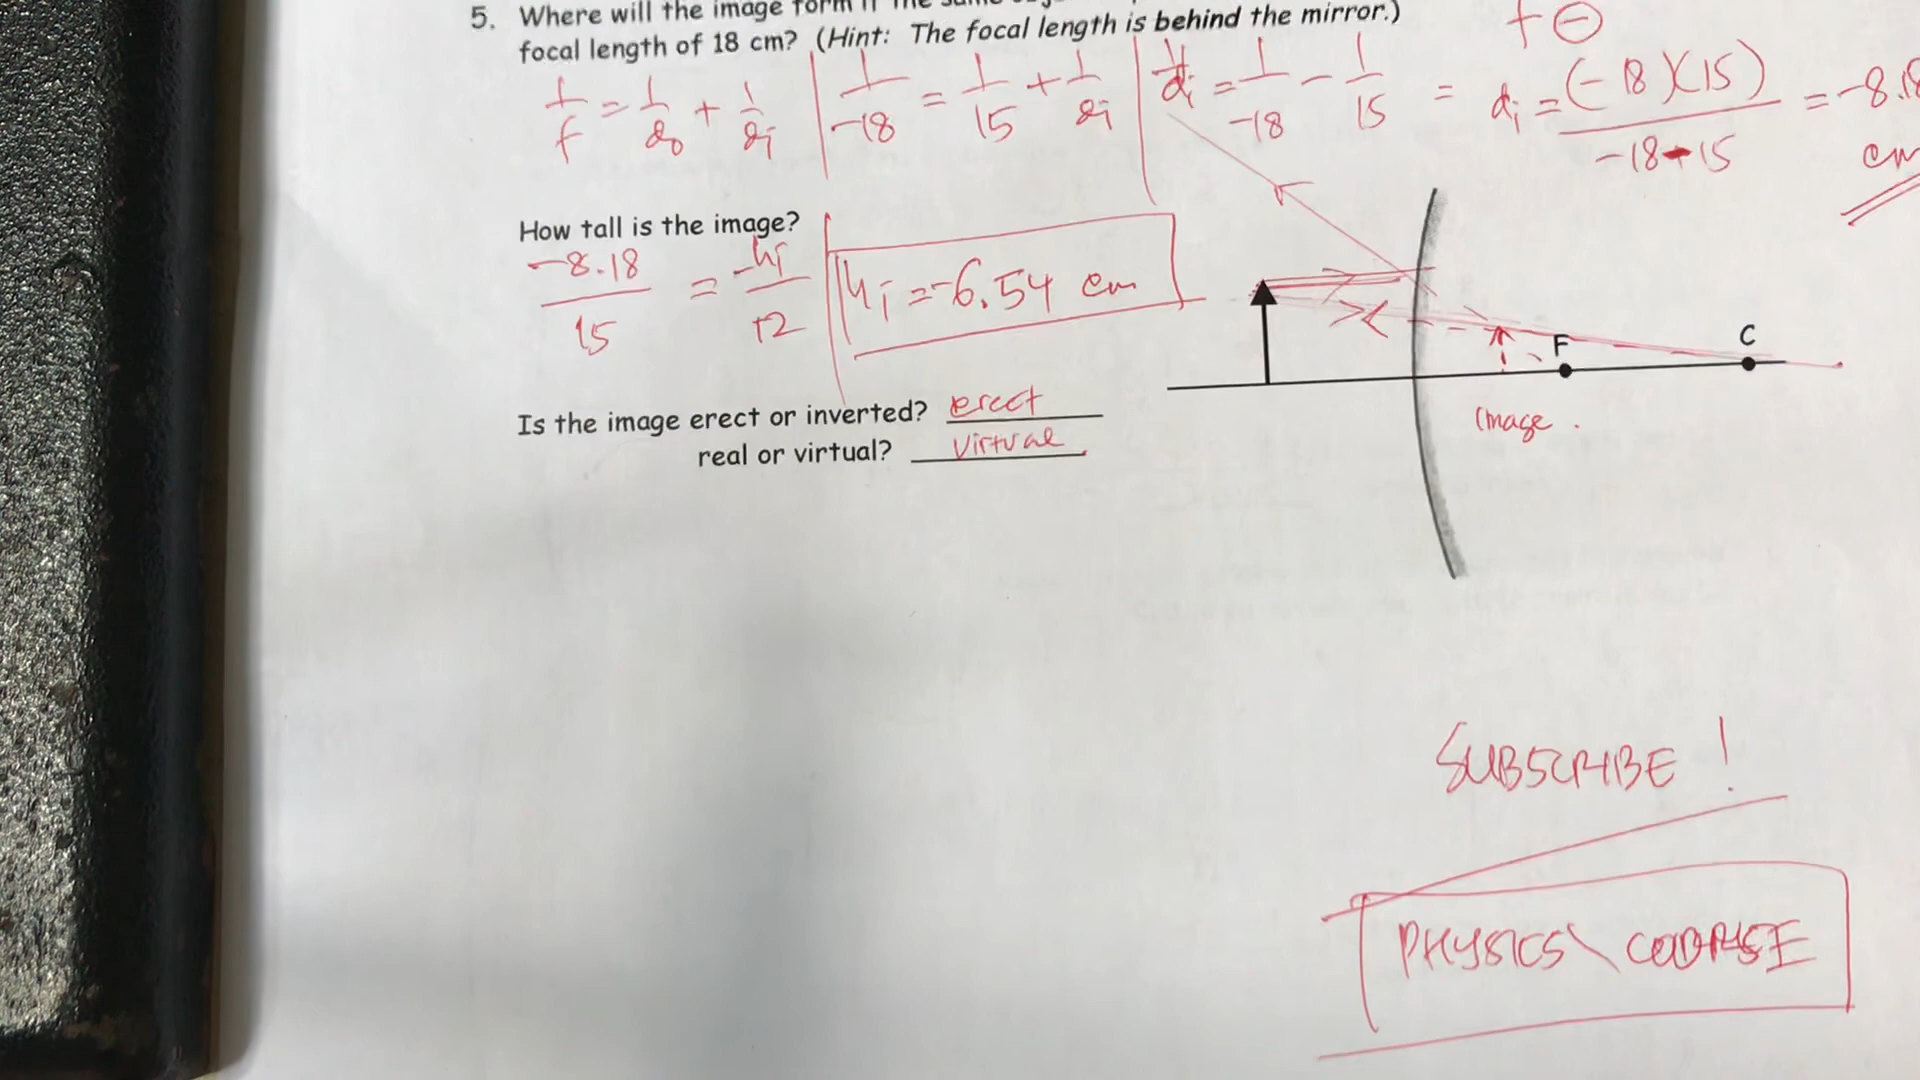 5. Where will the image form if the same
focal length of 18 cm? (Hint: The focal length is behind the mirror.)
+ ⊖
1/f = 1/do + 1/di | 1/-18 = 1/15 + 1/di | 1/di = 1/-18 - 1/15 = di = (-18)(15)/-18-15 = -8.18
cm
How tall is the image?
-8.18/15 = -hi/12 | hi = -6.54 cm
F
C
Image.
Is the image erect or inverted? erect
real or virtual? virtual
SUBSCRIBE!
PHYSICS COURSE